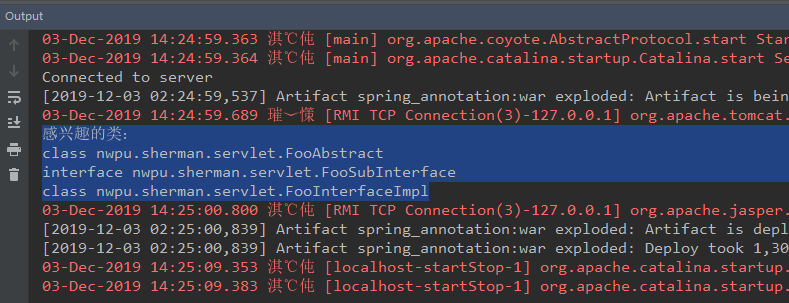 Output
03-Dec-2019 14:24:59.363 淇℃伅 [main] org.apache.coyote.AbstractProtocol.start Star
03-Dec-2019 14:24:59.364 淇℃伅 [main] org.apache.catalina.startup.Catalina.start Se
Connected to server
[2019-12-03 02:24:59,537] Artifact spring_annotation:war exploded: Artifact is bein
03-Dec-2019 14:24:59.689 璀﹀憡 [RMI TCP Connection(3)-127.0.0.1] org.apache.tomcat.
感兴趣的类:
class nwpu.sherman.servlet.FooAbstract
interface nwpu.sherman.servlet.FooSubInterface
class nwpu.sherman.servlet.FooInterfaceImpl
03-Dec-2019 14:25:00.800 淇℃伅 [RMI TCP Connection(3)-127.0.0.1] org.apache.jasper.
[2019-12-03 02:25:00,839] Artifact spring_annotation:war exploded: Artifact is depl
[2019-12-03 02:25:00,839] Artifact spring_annotation:war exploded: Deploy took 1,30
03-Dec-2019 14:25:09.353 淇℃伅 [localhost-startStop-1] org.apache.catalina.startup.
03-Dec-2019 14:25:09.383 淇℃伅 [localhost-startStop-1] org.apache.catalina.startup.